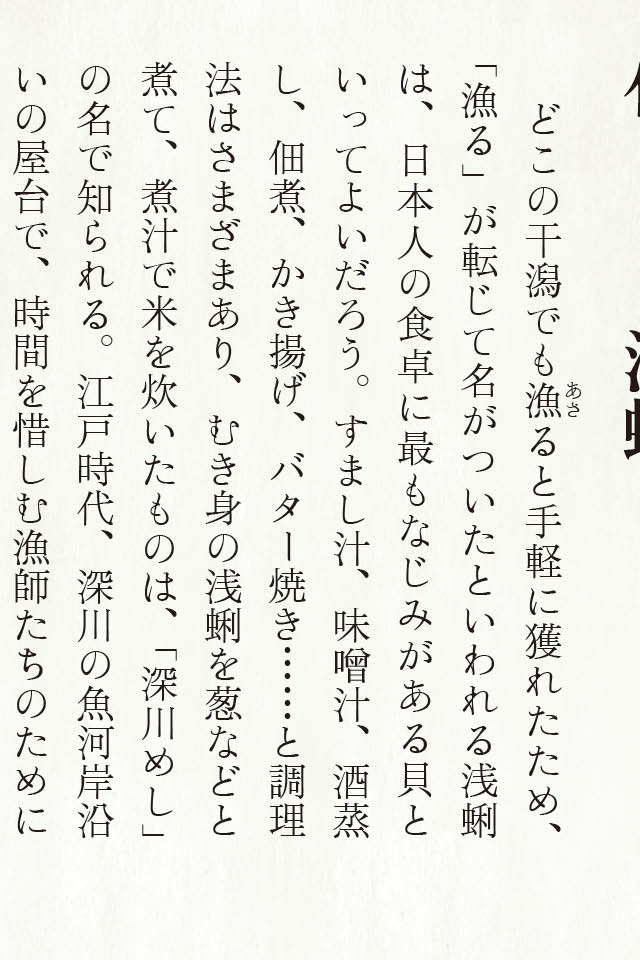 どこの干潟でも漁ると手軽に獲れたため、
あさ
「漁る」が転じて名がついたといわれる浅蜊
は、日本人の食卓に最もなじみがある貝と
いってよいだろう。すまし汁、味噌汁、酒蒸
し、佃煮、かき揚げ、バター焼き……と調理
法はさまざまあり、むき身の浅蜊を葱などと
煮て、煮汁で米を炊いたものは、「深川めし」
の名で知られる。江戸時代、深川の魚河岸沿
いの屋台で、時間を惜しむ漁師たちのために